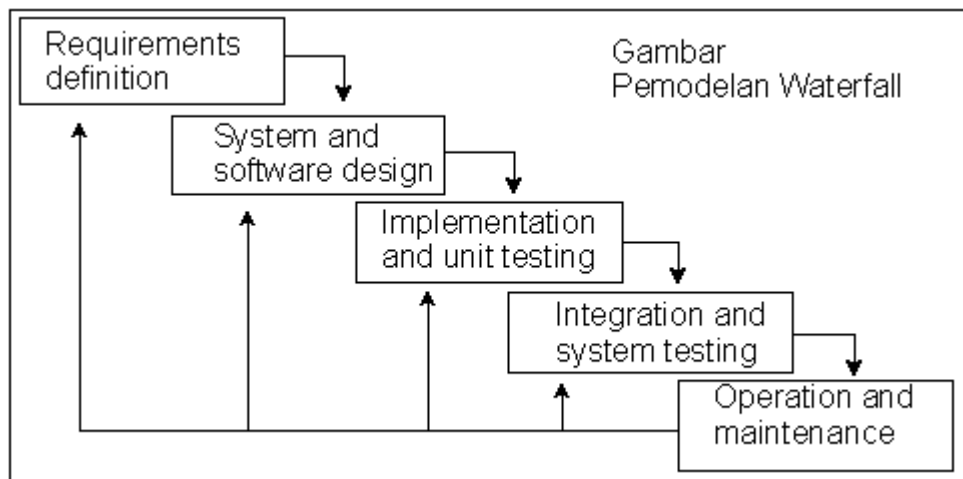 Requirements
definition
Gambar
Pemodelan Waterfall
System and
software design
Implementation
and unit testing
Integration and
system testing
Operation and
maintenance